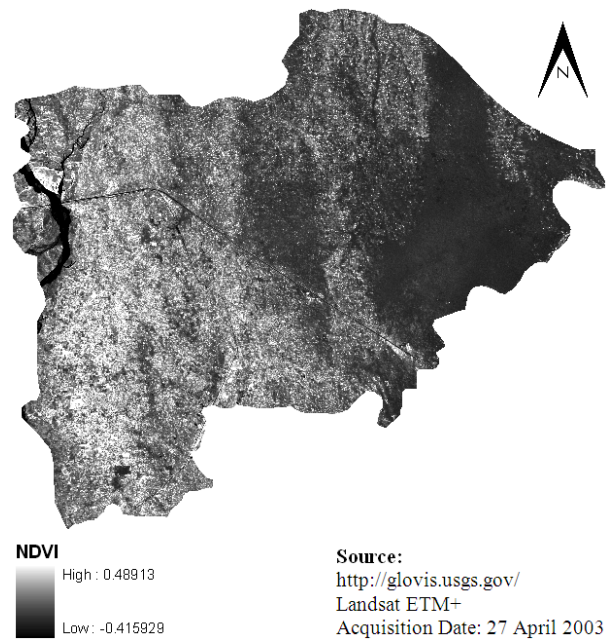 N
NDVI
High : 0.48913
Low : -0.415929
Source:
http://glovis.usgs.gov/
Landsat ETM+
Acquisition Date: 27 April 2003